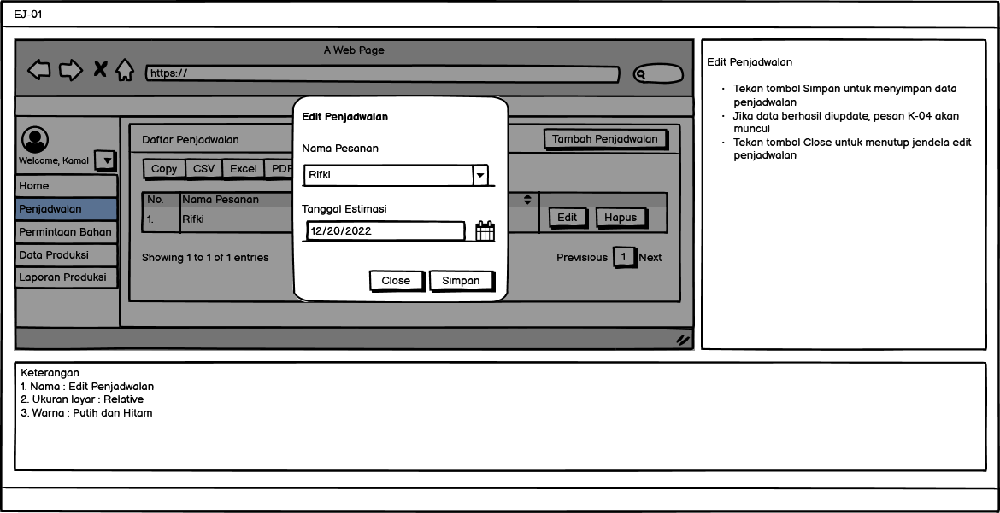 EJ-01
A Web Page
https://
Welcome, Kamal
Home
Penjadwalan
Permintaan Bahan
Data Produksi
Laporan Produksi
Daftar Penjadwalan
Tambah Penjadwalan
Copy CSV Excel PDF
No. Nama Pesanan
1. Rifki
Edit Hapus
Showing 1 to 1 of 1 entries
Previsious 1 Next
Edit Penjadwalan
Nama Pesanan
Rifki
Tanggal Estimasi
12/20/2022
Close Simpan
Edit Penjadwalan
· Tekan tombol Simpan untuk menyimpan data
penjadwalan
· Jika data berhasil diupdate, pesan K-04 akan
muncul
· Tekan tombol Close untuk menutup jendela edit
penjadwalan
Keterangan
1. Nama : Edit Penjadwalan
2. Ukuran layar : Relative
3. Warna : Putih dan Hitam